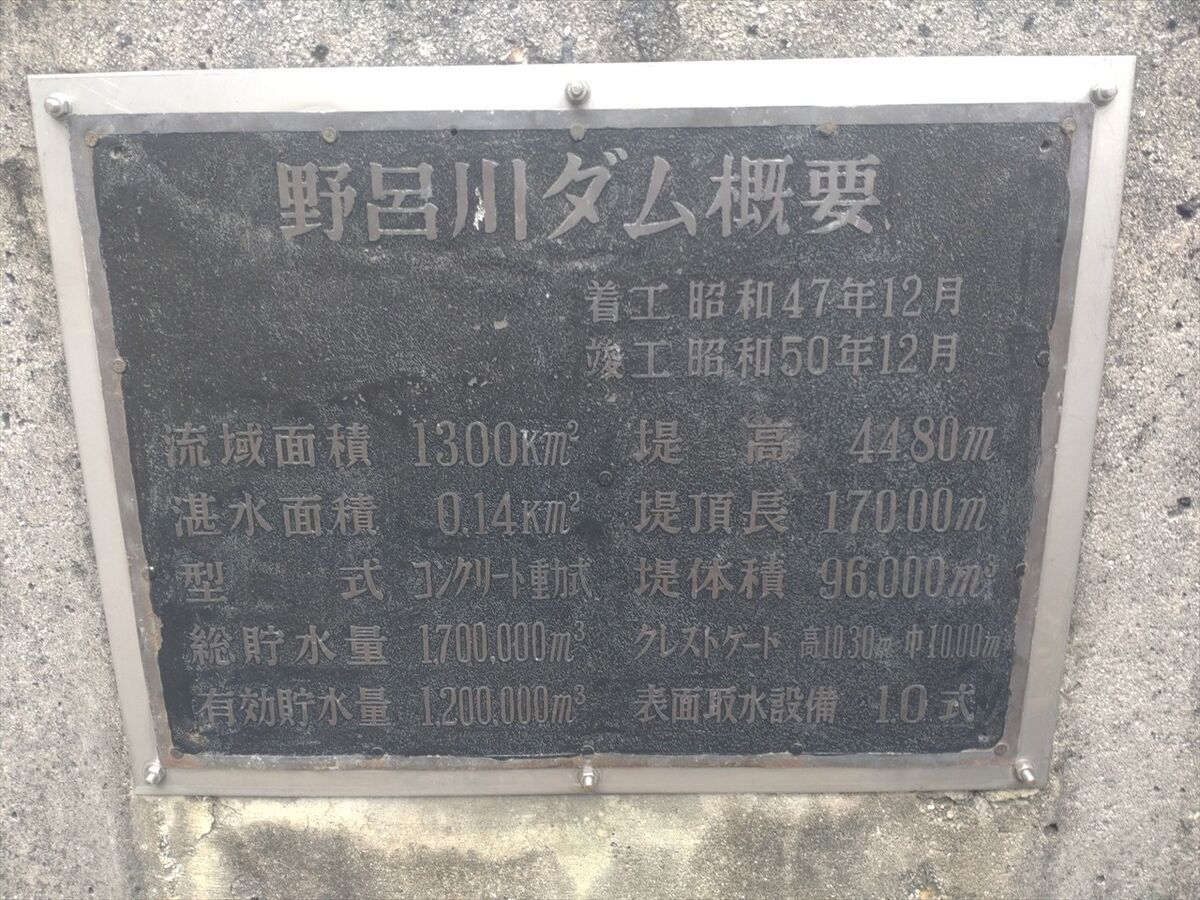 野呂川ダム概要
着工 昭和47年12月
竣工 昭和50年12月
流域面積 13.00Km²
湛水面積 0.14Km²
型 式 コンクリート動式
総貯水量 1,700,000m³
有効貯水量 1,200,000m³
堤 高 44.80m
堤頂長 170.00m
堤体積 96,000m³
クレストゲード 高10.30m 巾10.00m
表面取水設備 1.0式